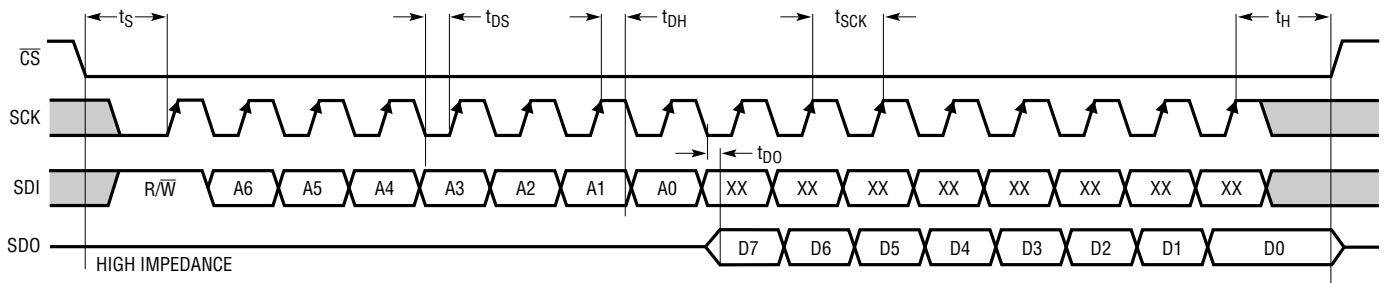 tS tDS tDH tSCK tH
CS
SCK
tDO
SDI R/W A6 A5 A4 A3 A2 A1 A0 XX XX XX XX XX XX XX XX
SDO D7 D6 D5 D4 D3 D2 D1 D0
HIGH IMPEDANCE